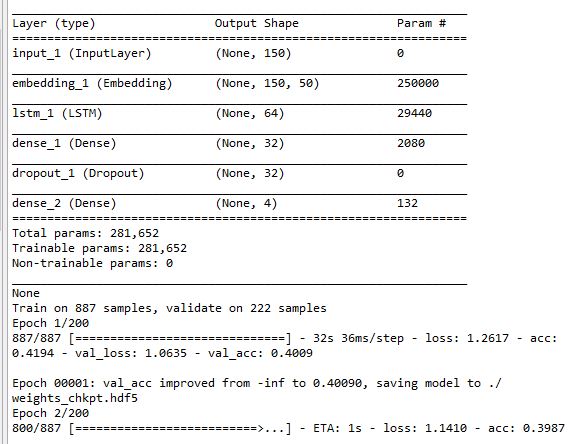 Layer (type) Output Shape Param #
=================================================================
input_1 (InputLayer) (None, 150) 0
_________________________________________________________________
embedding_1 (Embedding) (None, 150, 50) 250000
_________________________________________________________________
lstm_1 (LSTM) (None, 64) 29440
_________________________________________________________________
dense_1 (Dense) (None, 32) 2080
_________________________________________________________________
dropout_1 (Dropout) (None, 32) 0
_________________________________________________________________
dense_2 (Dense) (None, 4) 132
=================================================================
Total params: 281,652
Trainable params: 281,652
Non-trainable params: 0
_________________________________________________________________
None
Train on 887 samples, validate on 222 samples
Epoch 1/200
887/887 [==============================] - 32s 36ms/step - loss: 1.2617 - acc:
0.4194 - val_loss: 1.0635 - val_acc: 0.4009
Epoch 00001: val_acc improved from -inf to 0.40090, saving model to ./
weights_chkpt.hdf5
Epoch 2/200
800/887 [==========================>...] - ETA: 1s - loss: 1.1410 - acc: 0.3987